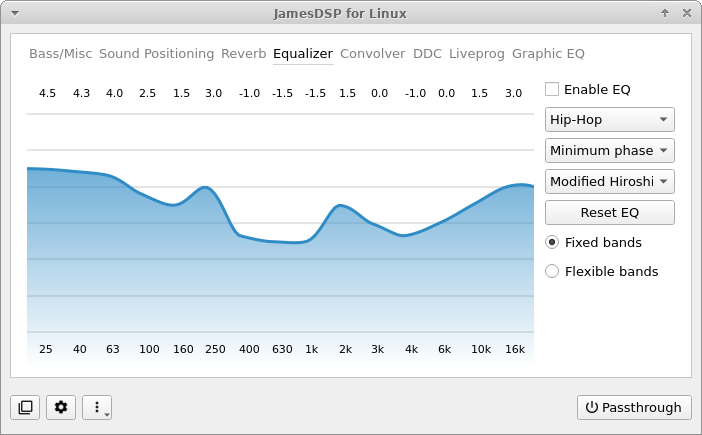 JamesDSP for Linux
Bass/Misc Sound Positioning Reverb Equalizer Convolver DDC Liveprog Graphic EQ
4.5 4.3 4.0 2.5 1.5 3.0 -1.0 -1.5 -1.5 1.5 0.0 -1.0 0.0 1.5 3.0
25 40 63 100 160 250 400 630 1k 2k 3k 4k 6k 10k 16k
Enable EQ
Hip-Hop
Minimum phase
Modified Hiroshi
Reset EQ
Fixed bands
Flexible bands
Passthrough